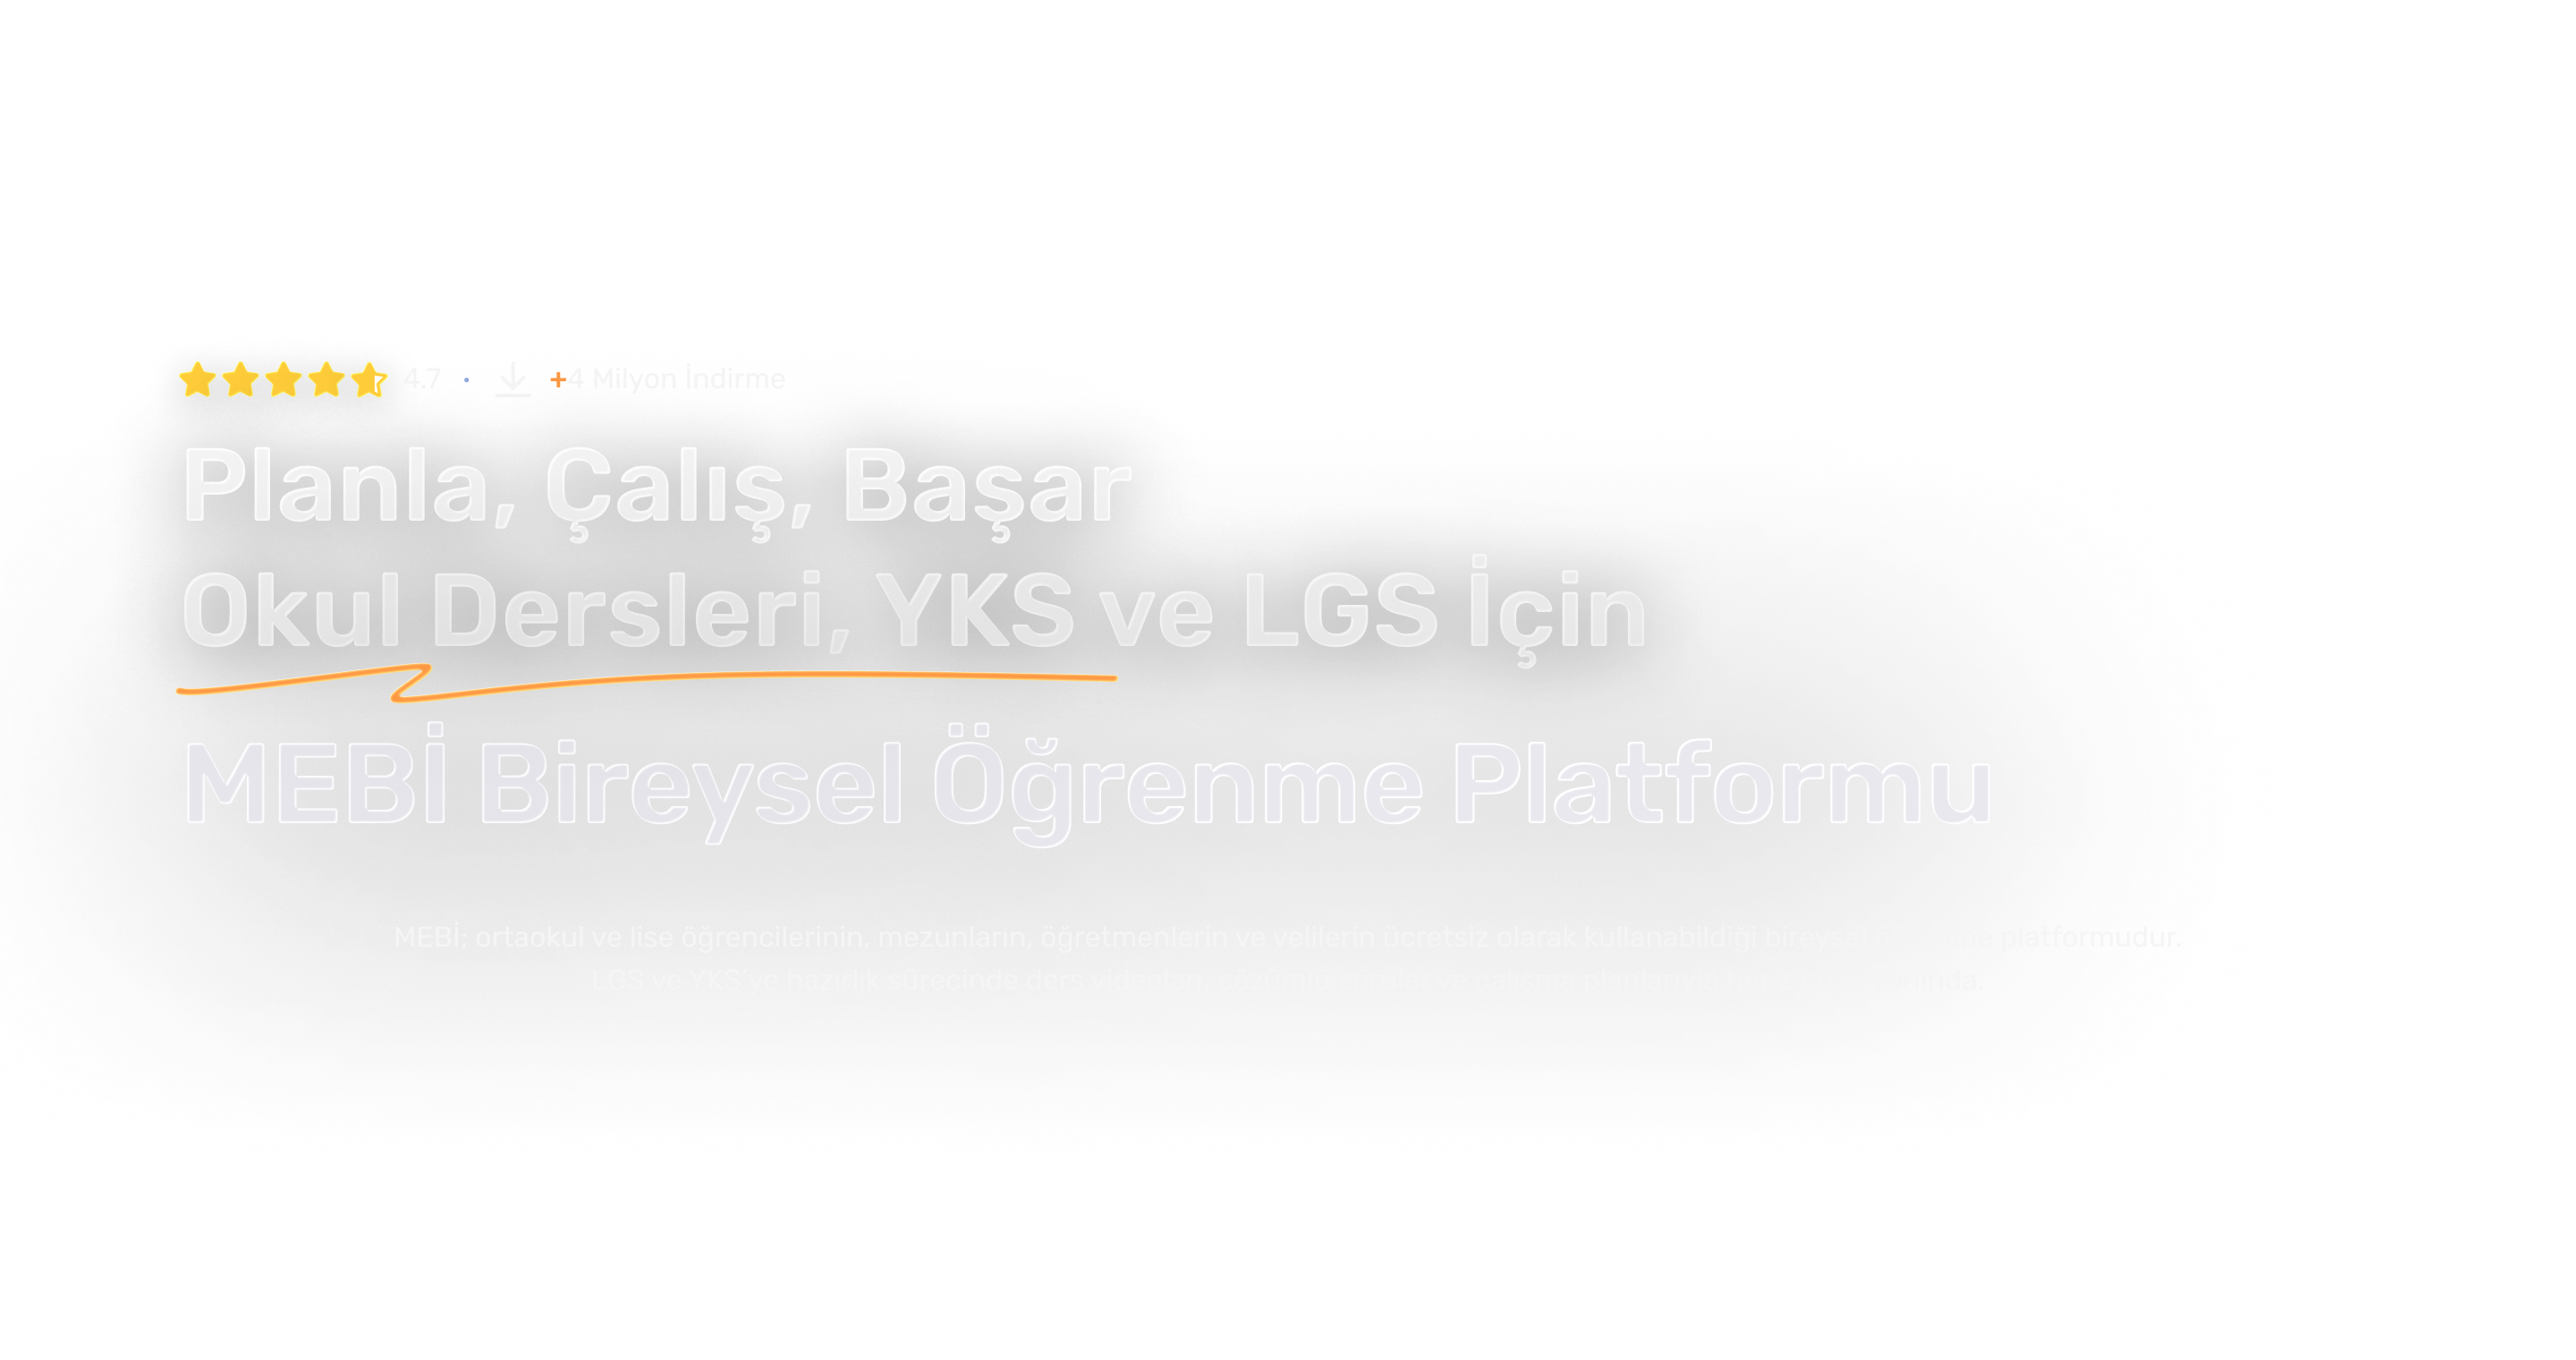 4.7 • +4 Milyon İndirme
Planla, Çalış, Başar
Okul Dersleri, YKS ve LGS İçin
MEBİ Bireysel Öğrenme Platformu
MEBİ; ortaokul ve lise öğrencilerinin, mezunların, öğretmenlerin ve velilerin ücretsiz olarak kullanabildiği bireysel platformudur.
LGS ve YKS'ye hazırlık sürecinde ders videoları, çözümlü sorular ve çalışma planlarıyla